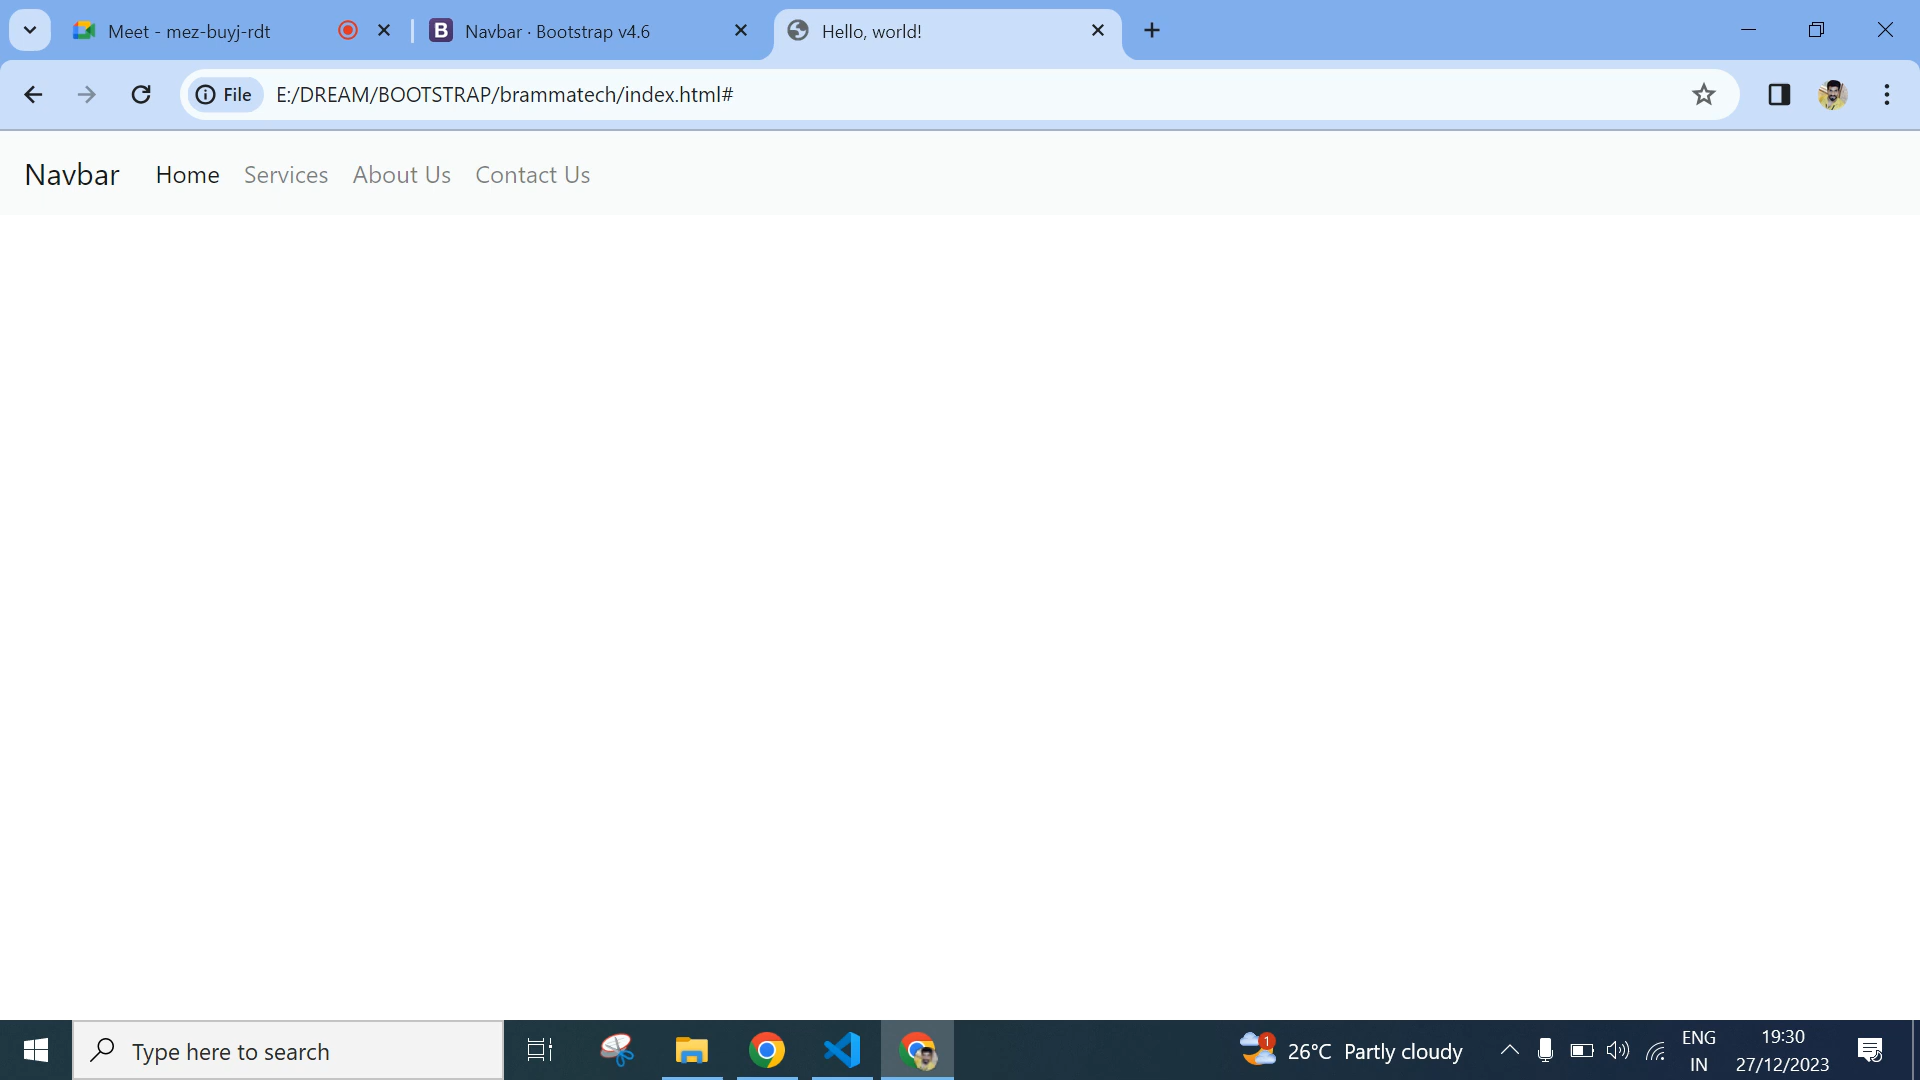 Meet - mez-buyj-rdt
B Navbar · Bootstrap v4.6
Hello, world!
File E:/DREAM/BOOTSTRAP/brammatech/index.html#
Navbar Home Services About Us Contact Us
Type here to search
1 26°C Partly cloudy
ENG
IN
19:30
27/12/2023